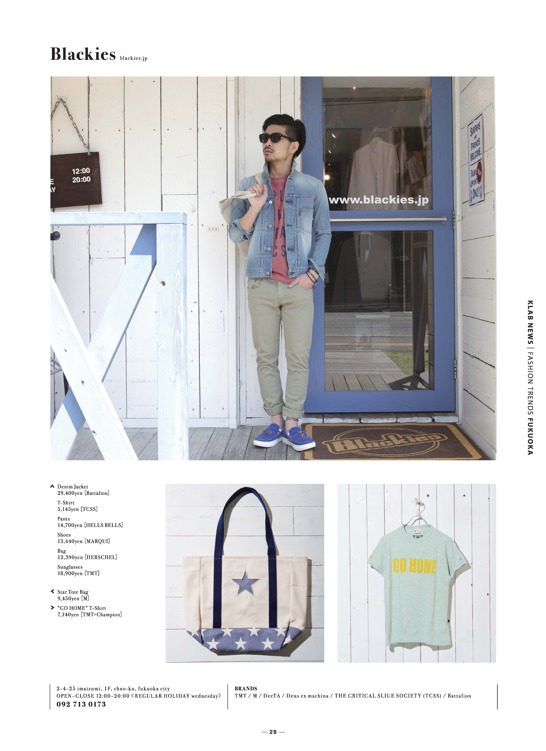 Blackies blackies.jp
12:00
20:00
www.blackies.jp
Blackies
KLAB NEWS | FASHION TRENDS FUKUOKA
Denim Jacket
29,400yen [Battalion]
T-Shirt
5,145yen [TCSS]
Pants
14,700yen [HELLS BELLS]
Shoes
13,440yen [MARQUI]
Bag
12,390yen [HERSCHEL]
Sunglasses
18,900yen [TMT]
Star Tote Bag
9,450yen [M]
"GO HOME" T-Shirt
7,140yen [TMT×Champion]
GO HOME
2-4-25 imaizumi, 1F, chuo-ku, fukuoka city
OPEN-CLOSE 12:00-20:00 <REGULAR HOLIDAY wednesday>
092 713 0173
BRANDS
TMT / M / DeeTA / Deus ex machina / THE CRITICAL SLIUE SOCIETY (TCSS) / Battalion
— 29 —